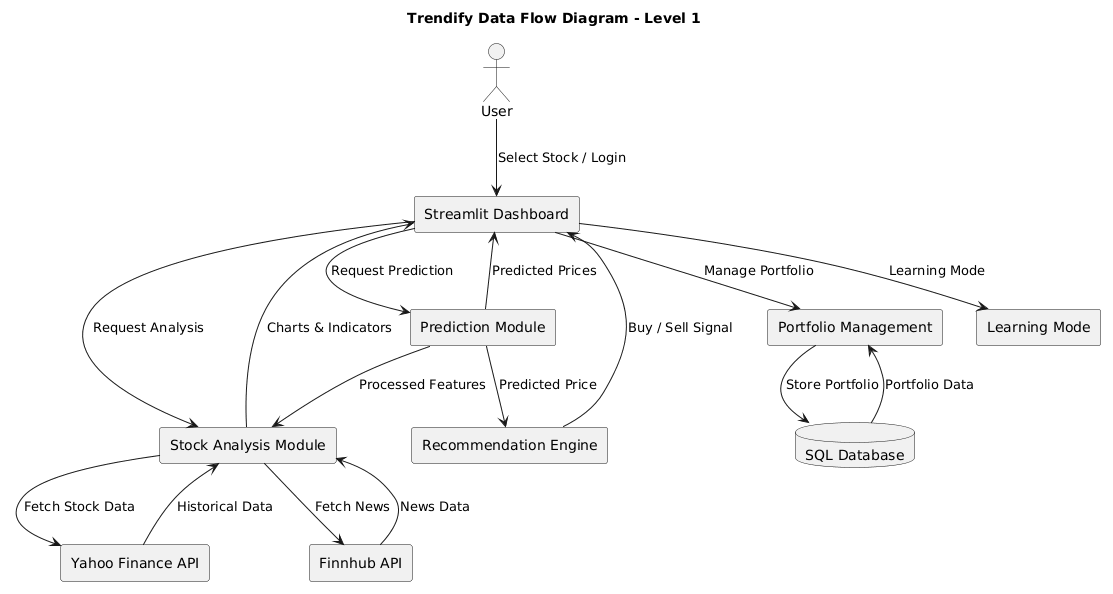 Trendify Data Flow Diagram - Level 1
User
Select Stock / Login
Streamlit Dashboard
Request Prediction
Predicted Prices
Manage Portfolio
Learning Mode
Request Analysis
Charts & Indicators
Prediction Module
Buy / Sell Signal
Portfolio Management
Learning Mode
Processed Features
Predicted Price
Store Portfolio
Portfolio Data
Stock Analysis Module
Recommendation Engine
SQL Database
Fetch Stock Data
Historical Data
Fetch News
News Data
Yahoo Finance API
Finnhub API